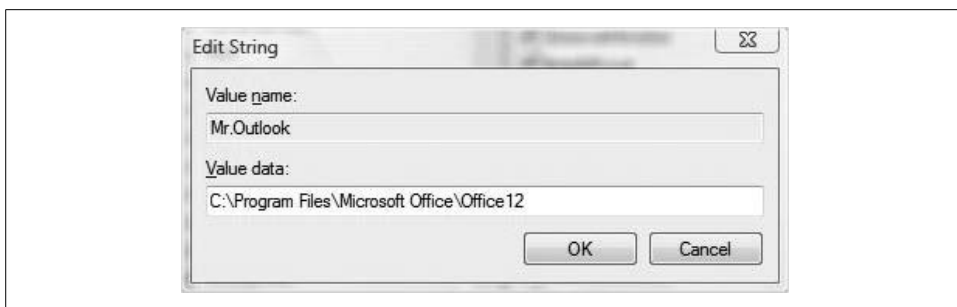 Edit String
Value name:
Mr.Outlook
Value data:
C:\Program Files\Microsoft Office\Office12
OK
Cancel